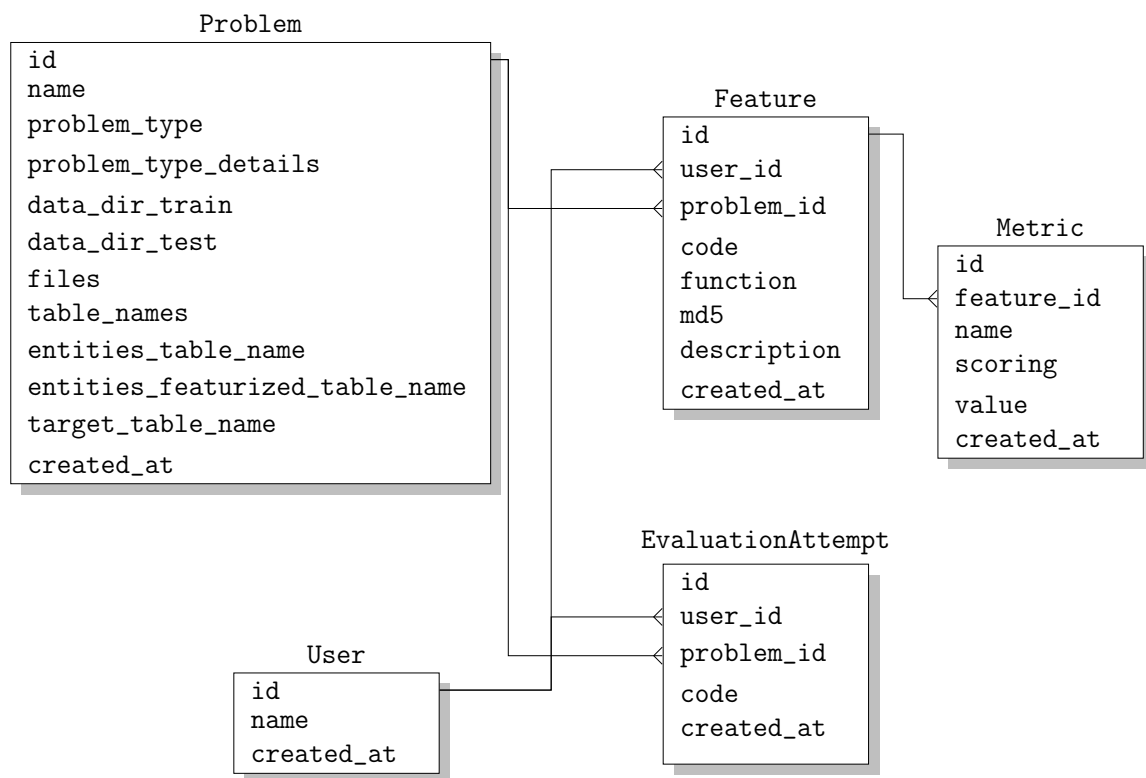 Problem
id
name
problem_type
problem_type_details
data_dir_train
data_dir_test
files
table_names
entities_table_name
entities_featurized_table_name
target_table_name
created_at
Feature
id
user_id
problem_id
code
function
md5
description
created_at
Metric
id
feature_id
name
scoring
value
created_at
EvaluationAttempt
id
user_id
problem_id
code
created_at
User
id
name
created_at